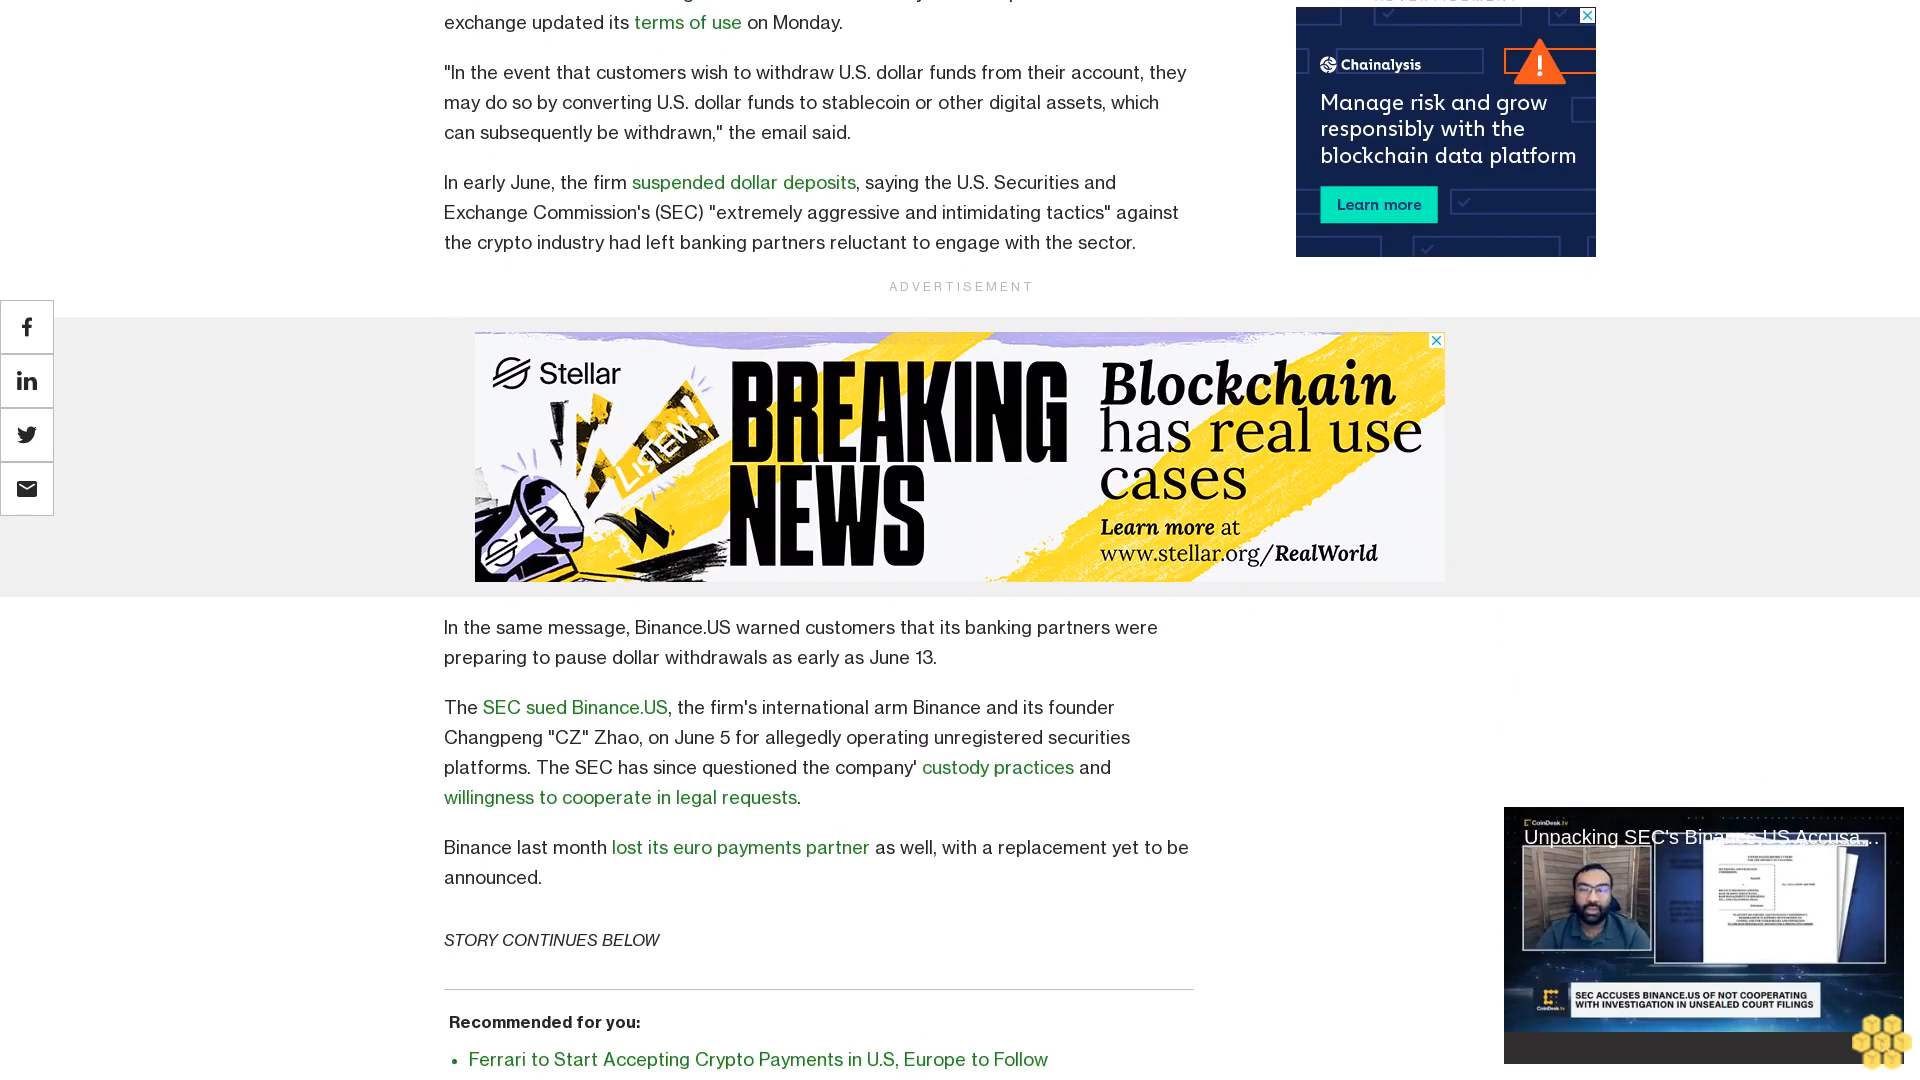 exchange updated its terms of use on Monday.
"In the event that customers wish to withdraw U.S. dollar funds from their account, they
may do so by converting U.S. dollar funds to stablecoin or other digital assets, which
can subsequently be withdrawn," the email said.
In early June, the firm suspended dollar deposits, saying the U.S. Securities and
Exchange Commission's (SEC) "extremely aggressive and intimidating tactics" against
the crypto industry had left banking partners reluctant to engage with the sector.
ADVERTISEMENT
Chainalysis
Manage risk and grow
responsibly with the
blockchain data platform
Learn more
ADVERTISEMENT
Stellar
LISTEN!
BREAKING
NEWS
Blockchain
has real use
cases
Learn more at
www.stellar.org/RealWorld
In the same message, Binance.US warned customers that its banking partners were
preparing to pause dollar withdrawals as early as June 13.
The SEC sued Binance.US, the firm's international arm Binance and its founder
Changpeng "CZ" Zhao, on June 5 for allegedly operating unregistered securities
platforms. The SEC has since questioned the company' custody practices and
willingness to cooperate in legal requests.
Binance last month lost its euro payments partner as well, with a replacement yet to be
announced.
STORY CONTINUES BELOW
Recommended for you:
• Ferrari to Start Accepting Crypto Payments in U.S, Europe to Follow
CoinDesk.tv
Unpacking SEC's Binance.US Accusa...
SEC ACCUSES BINANCE.US OF NOT COOPERATING
WITH INVESTIGATION IN UNSEALED COURT FILINGS
CoinDesk.tv